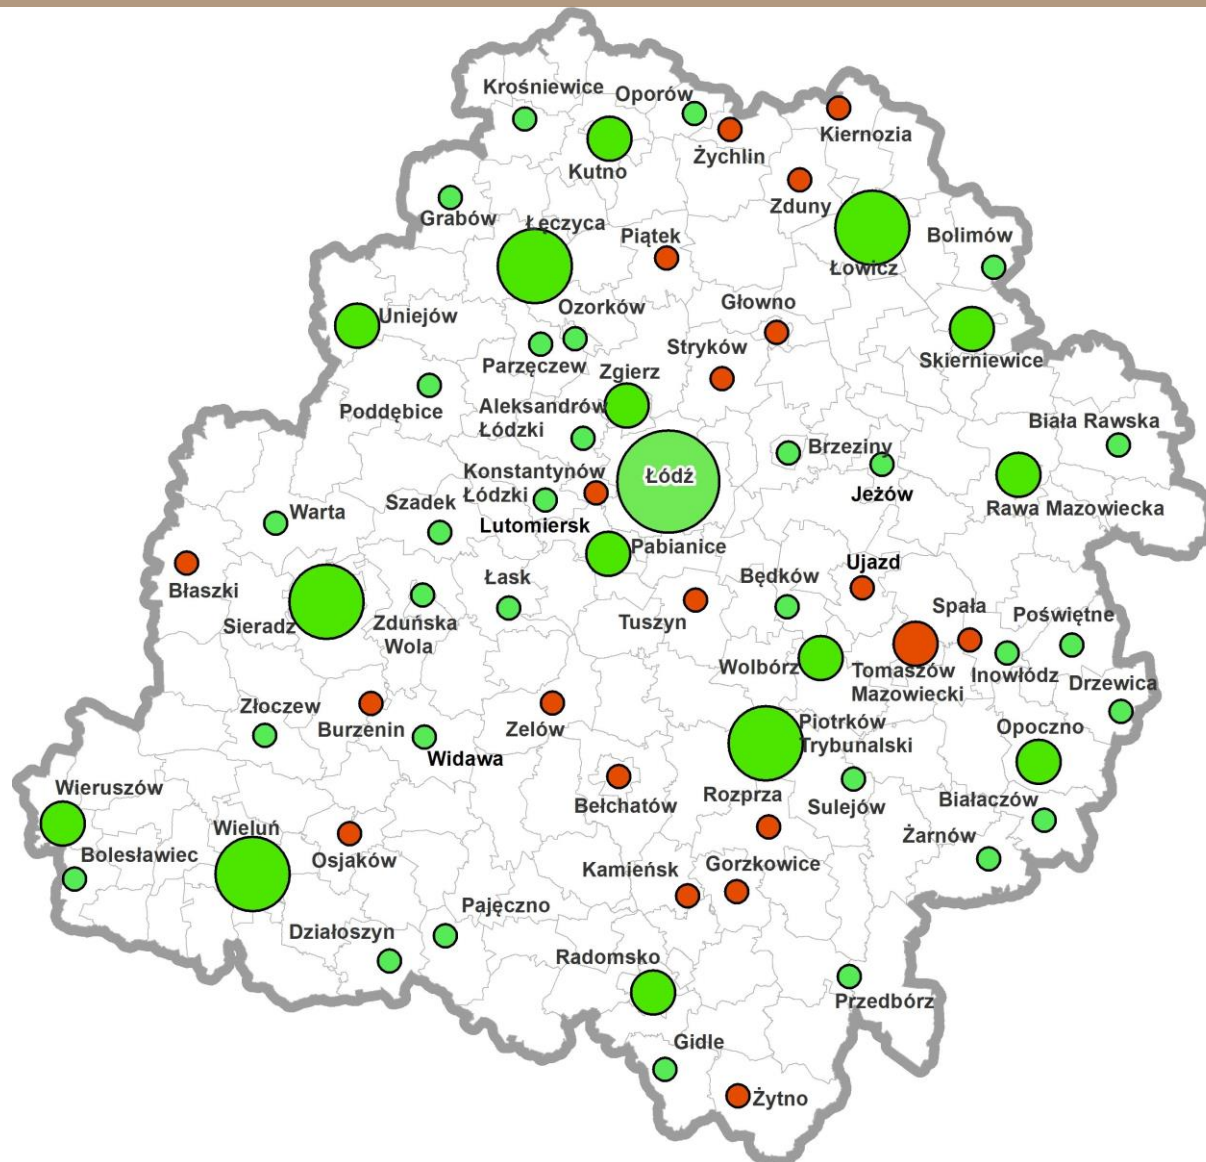 Krośniewice
Oporów
Kiernozia
Żychlin
Kutno
Zduny
Grabów
Łęczyca
Piątek
Bolimów
Łowicz
Ozorków
Głowno
Uniejów
Stryków
Skierniewice
Parzęczew
Zgierz
Poddębice
Aleksandrów
Łódzki
Biała Rawska
Brzeziny
Konstantynów
Łódzki
Łódź
Jeżów
Rawa Mazowiecka
Szadek
Warta
Lutomiersk
Pabianice
Błaszki
Łask
Będków
Ujazd
Sieradz
Zduńska
Wola
Tuszyn
Spała
Poświętne
Wolbórz
Tomaszów
Mazowiecki
Inowłódz
Drzewica
Złoczew
Burzenin
Zelów
Piotrków
Trybunalski
Opoczno
Widawa
Wieruszów
Bełchatów
Rozprza
Sulejów
Białaczów
Wieluń
Osjaków
Żarnów
Bolesławiec
Kamieńsk
Gorzkowice
Pajęczno
Działoszyn
Radomsko
Przedbórz
Gidle
Żytno